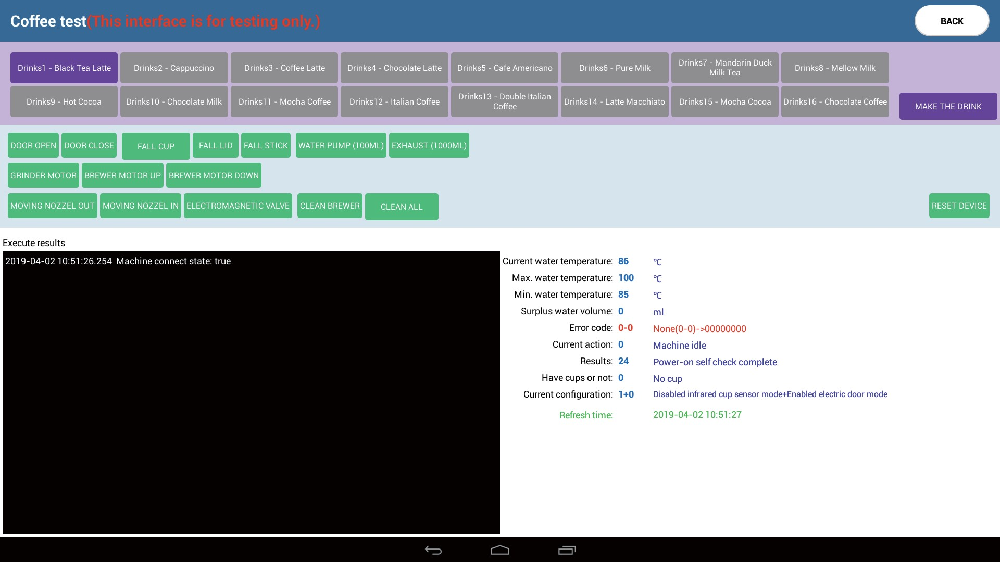 Coffee test(This interface is for testing only.)
BACK
Drinks1 - Black Tea Latte
Drinks2 - Cappuccino
Drinks3 - Coffee Latte
Drinks4 - Chocolate Latte
Drinks5 - Cafe Americano
Drinks6 - Pure Milk
Drinks7 - Mandarin Duck
Milk Tea
Drinks8 - Mellow Milk
Drinks9 - Hot Cocoa
Drinks10 - Chocolate Milk
Drinks11 - Mocha Coffee
Drinks12 - Italian Coffee
Drinks13 - Double Italian
Coffee
Drinks14 - Latte Macchiato
Drinks15 - Mocha Cocoa
Drinks16 - Chocolate Coffee
MAKE THE DRINK
DOOR OPEN
DOOR CLOSE
FALL CUP
FALL LID
FALL STICK
WATER PUMP (100ML)
EXHAUST (1000ML)
GRINDER MOTOR
BREWER MOTOR UP
BREWER MOTOR DOWN
MOVING NOZZEL OUT
MOVING NOZZEL IN
ELECTROMAGNETIC VALVE
CLEAN BREWER
CLEAN ALL
RESET DEVICE
Execute results
2019-04-02 10:51:26.254  Machine connect state: true
Current water temperature: 86 ℃
Max. water temperature: 100 ℃
Min. water temperature: 85 ℃
Surplus water volume: 0 ml
Error code: 0-0 None(0-0)->00000000
Current action: 0 Machine idle
Results: 24 Power-on self check complete
Have cups or not: 0 No cup
Current configuration: 1+0 Disabled infrared cup sensor mode+Enabled electric door mode
Refresh time: 2019-04-02 10:51:27